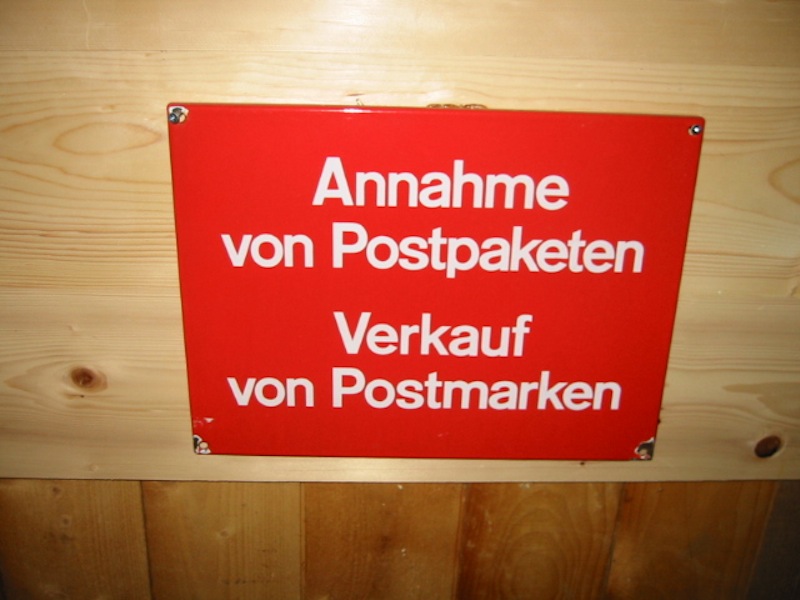 Annahme
von Postpaketen
Verkauf
von Postmarken